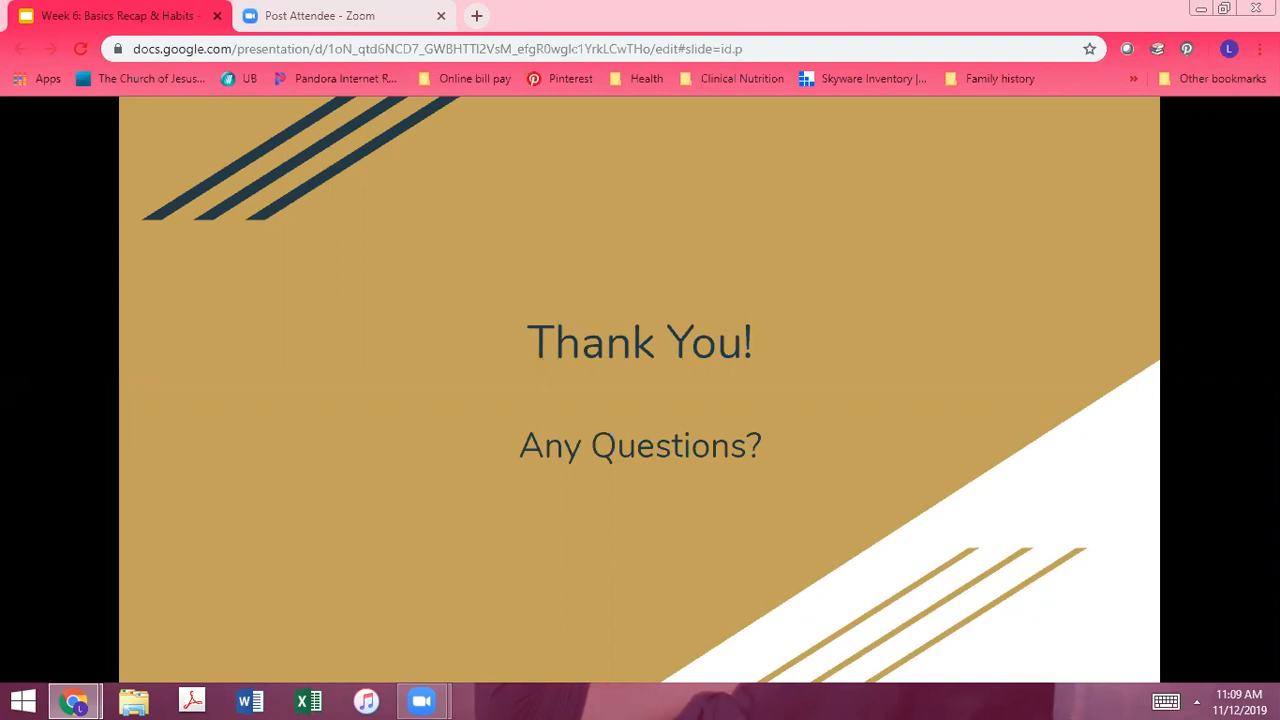 Week 6: Basics Recap & Habits -
Post Attendee - Zoom
docs.google.com/presentation/d/1oN_qtd6NCD7_GWBHTTl2VsM_efgR0wglc1YrkLCwTHo/edit#slide=id.p
L
Apps
The Church of Jesus...
UB
Pandora Internet R...
Online bill pay
Pinterest
Health
Clinical Nutrition
Skyware Inventory |...
Family history
»
Other bookmarks
Thank You!
Any Questions?
L
11:09 AM
11/12/2019